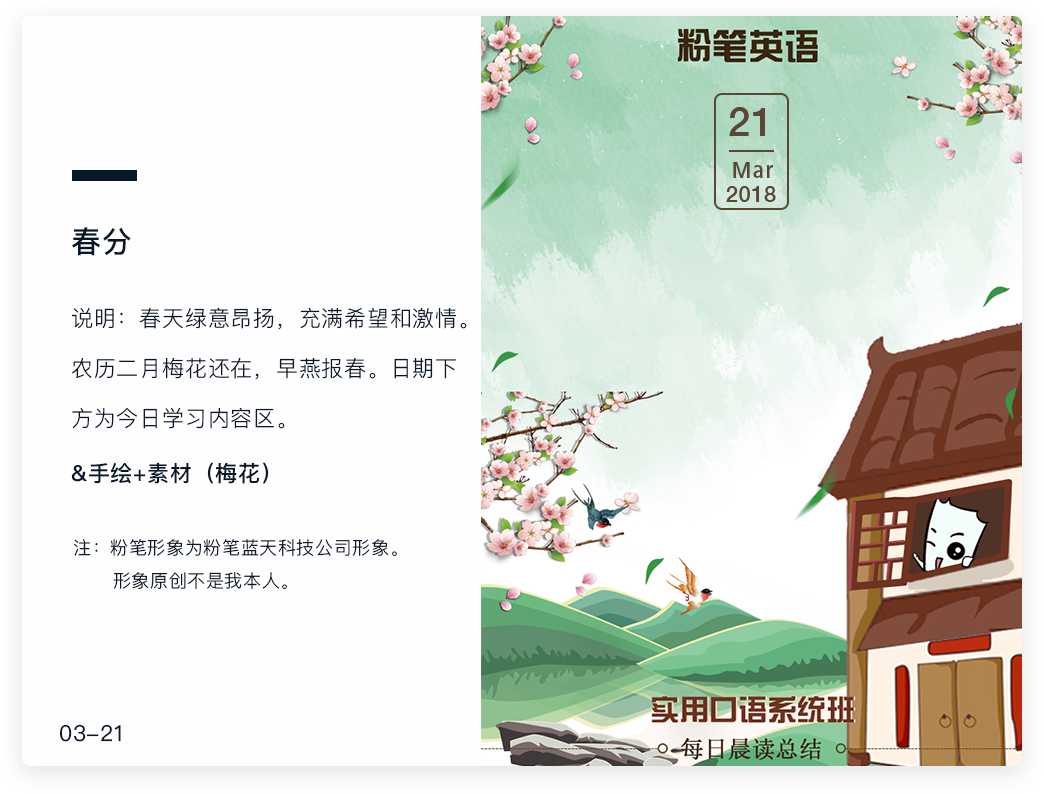 春分
说明：春天绿意昂扬，充满希望和激情。
农历二月梅花还在，早燕报春。日期下
方为今日学习内容区。
&手绘+素材（梅花）
注：粉笔形象为粉笔蓝天科技公司形象。
形象原创不是我本人。
03-21
粉笔英语
21
Mar
2018
实用口语系统班
每日晨读总结